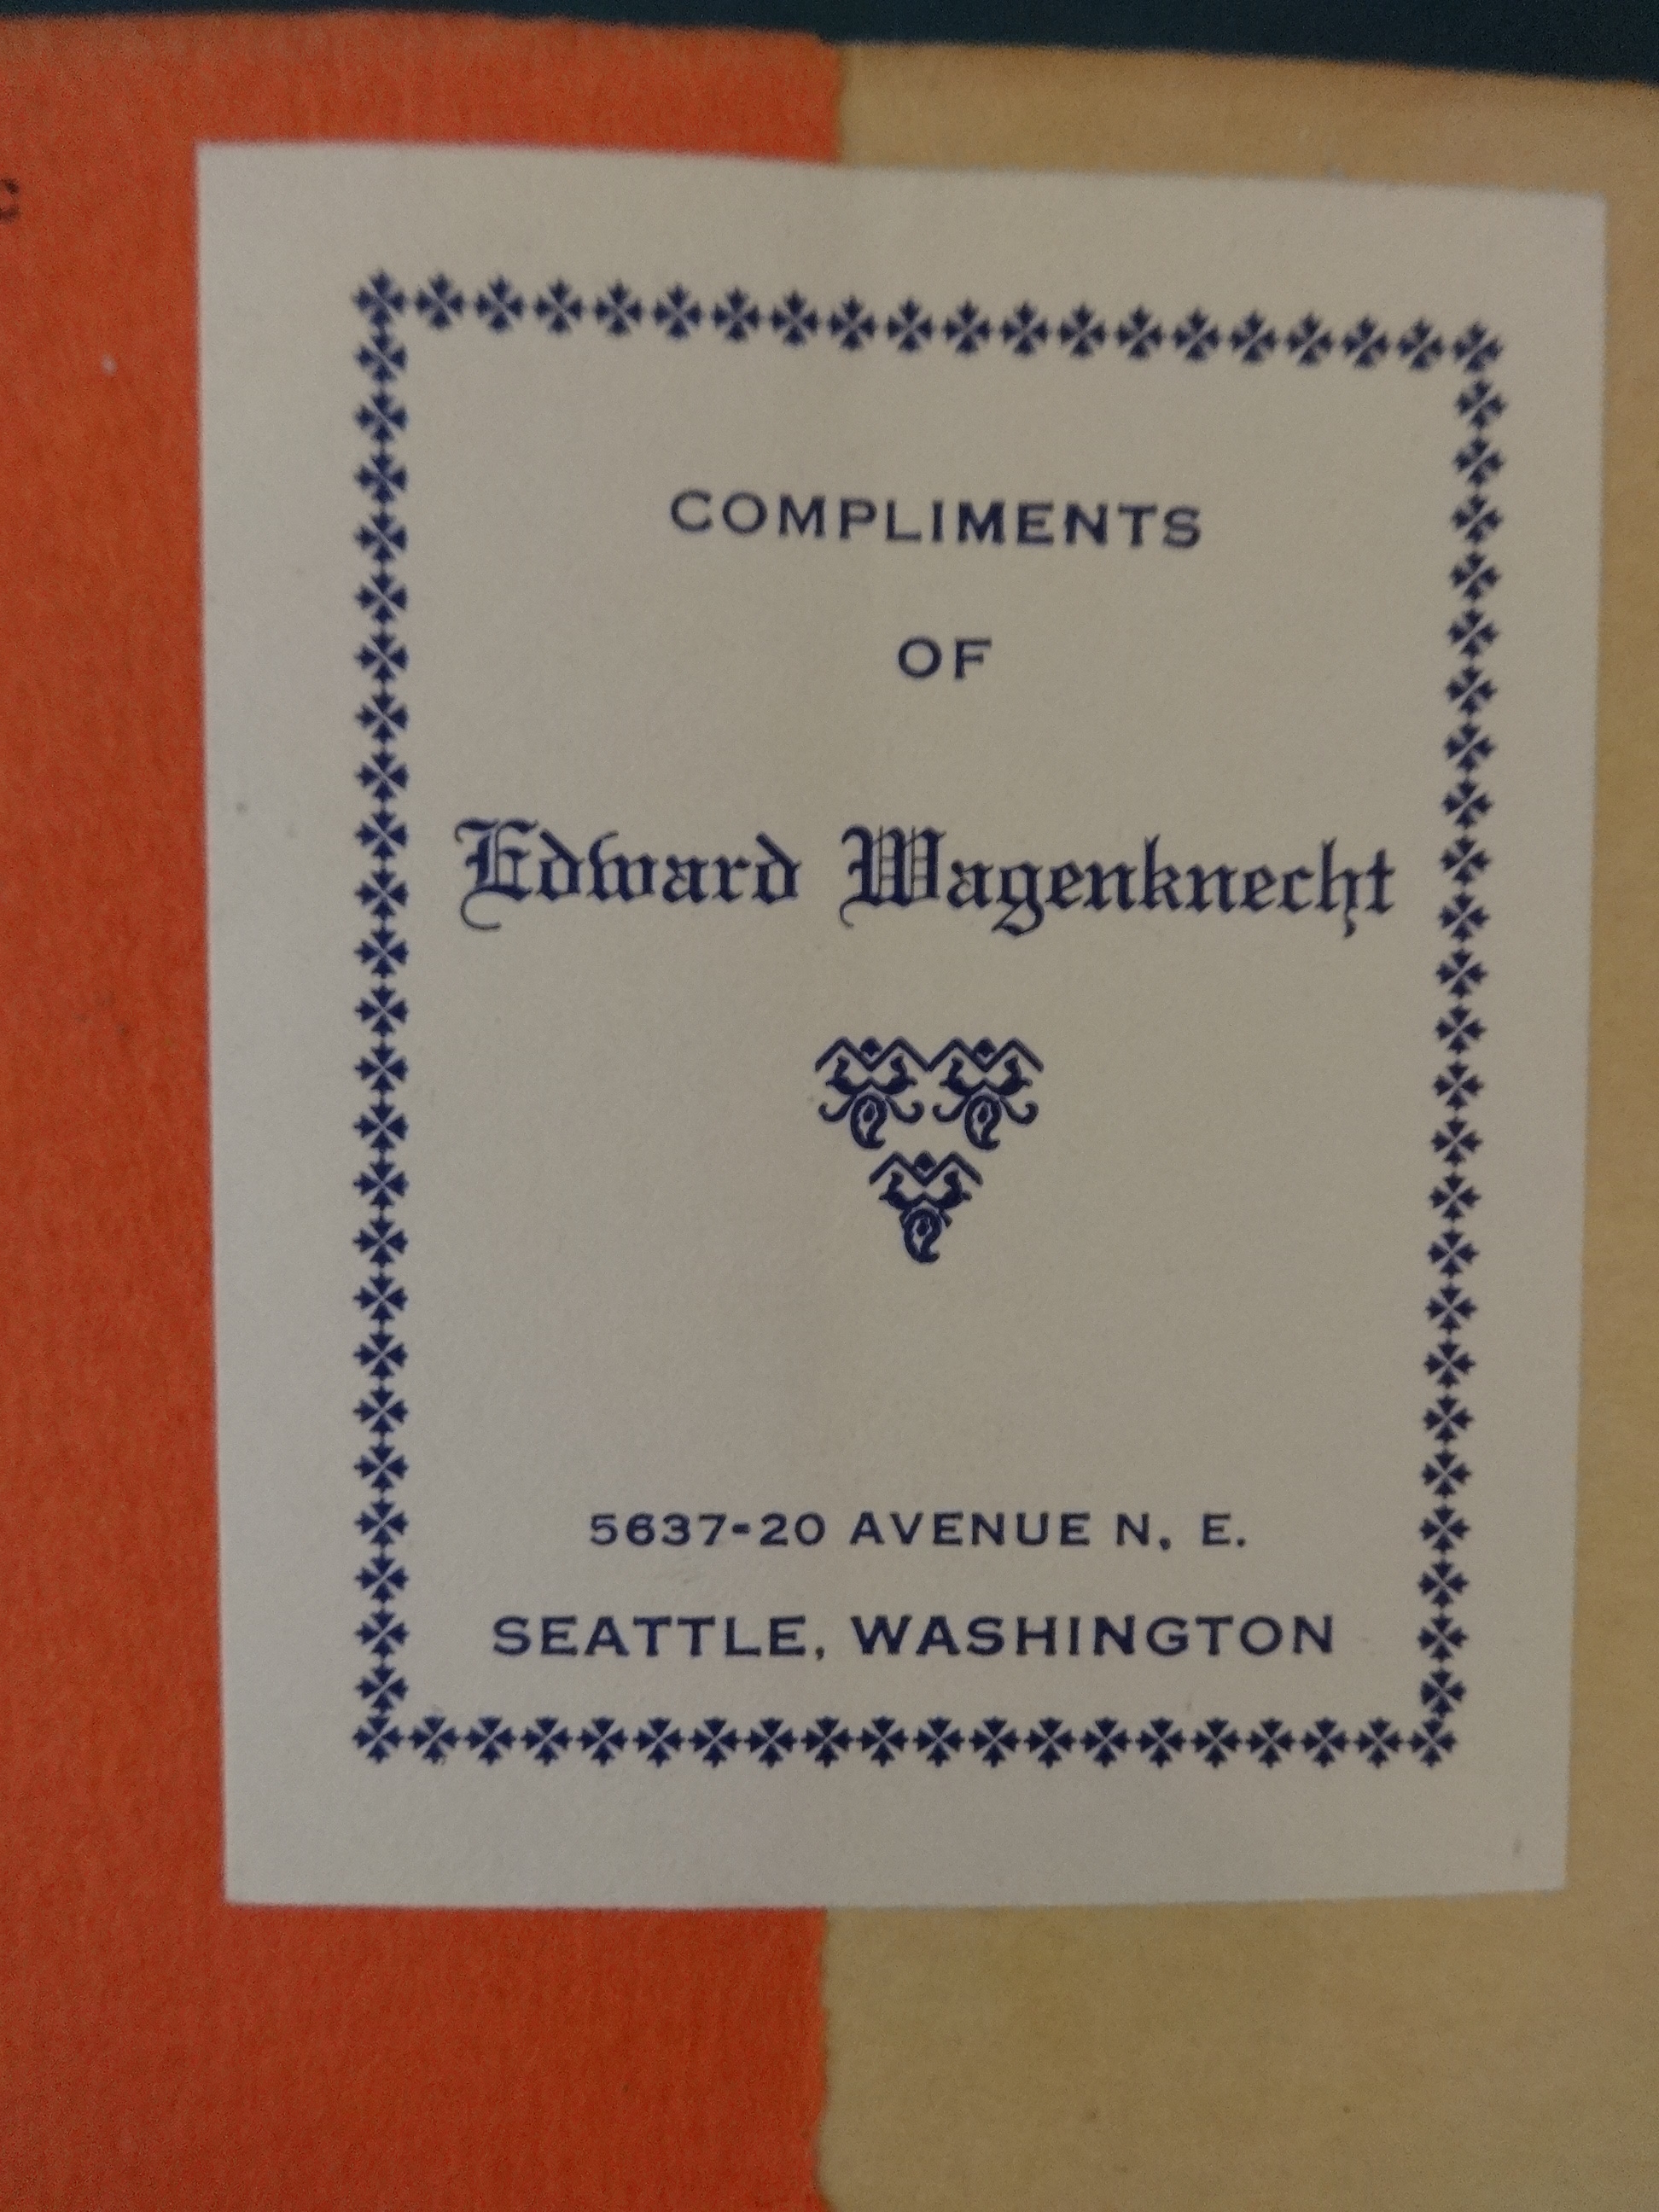 COMPLIMENTS
OF
Edward Wagenknecht
5637-20 AVENUE N. E.
SEATTLE, WASHINGTON